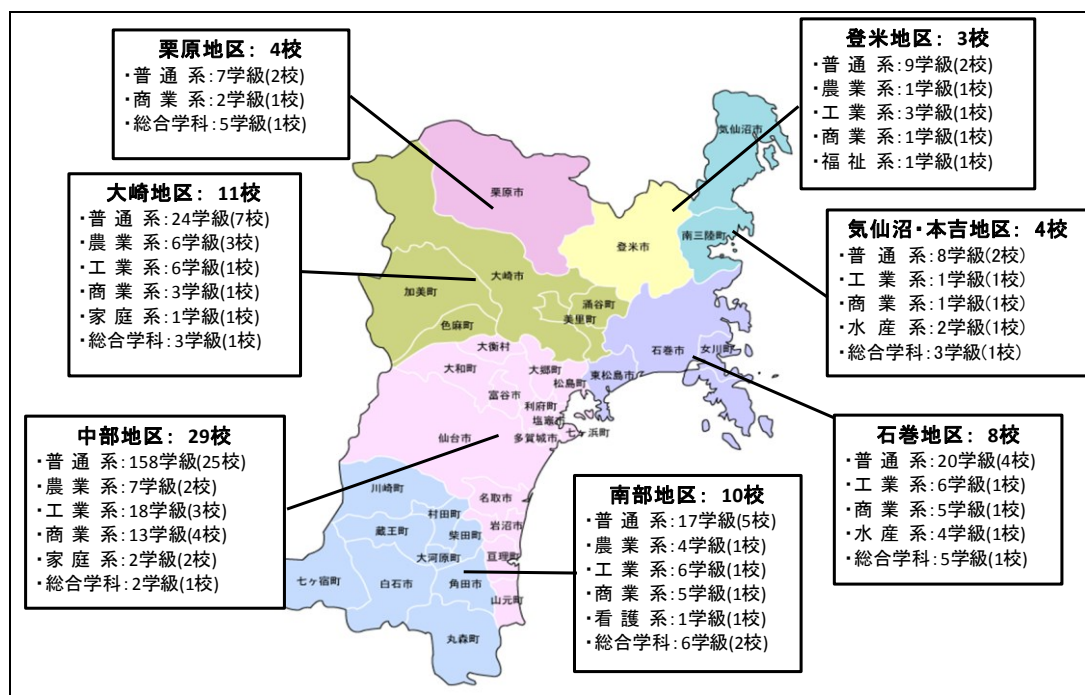 栗原地区: 4校
・普 通 系:7学級(2校)
・商 業 系:2学級(1校)
・総合学科:5学級(1校)
登米地区: 3校
・普 通 系:9学級(2校)
・農 業 系:1学級(1校)
・工 業 系:3学級(1校)
・商 業 系:1学級(1校)
・福 祉 系:1学級(1校)
大崎地区: 11校
・普 通 系:24学級(7校)
・農 業 系:6学級(3校)
・工 業 系:6学級(1校)
・商 業 系:3学級(1校)
・家 庭 系:1学級(1校)
・総合学科:3学級(1校)
気仙沼・本吉地区: 4校
・普 通 系:8学級(2校)
・工 業 系:1学級(1校)
・商 業 系:1学級(1校)
・水 産 系:2学級(1校)
・総合学科:3学級(1校)
中部地区: 29校
・普 通 系:158学級(25校)
・農 業 系:7学級(2校)
・工 業 系:18学級(3校)
・商 業 系:13学級(4校)
・家 庭 系:2学級(2校)
・総合学科:2学級(1校)
南部地区: 10校
・普 通 系:17学級(5校)
・農 業 系:4学級(1校)
・工 業 系:6学級(1校)
・商 業 系:5学級(1校)
・看 護 系:1学級(1校)
・総合学科:6学級(2校)
石巻地区: 8校
・普 通 系:20学級(4校)
・工 業 系:6学級(1校)
・商 業 系:5学級(1校)
・水 産 系:4学級(1校)
・総合学科:5学級(1校)
気仙沼市
栗原市
登米市
南三陸町
大崎市
加美町
涌谷町
美里町
色麻町
大衡村
石巻市
女川町
大和町
大郷町
東松島市
松島町
富谷市
利府町
塩竈市
仙台市
多賀城市
七ヶ浜町
川崎町
名取市
村田町
岩沼市
蔵王町
柴田町
大河原町
亘理町
七ヶ宿町
白石市
角田市
山元町
丸森町